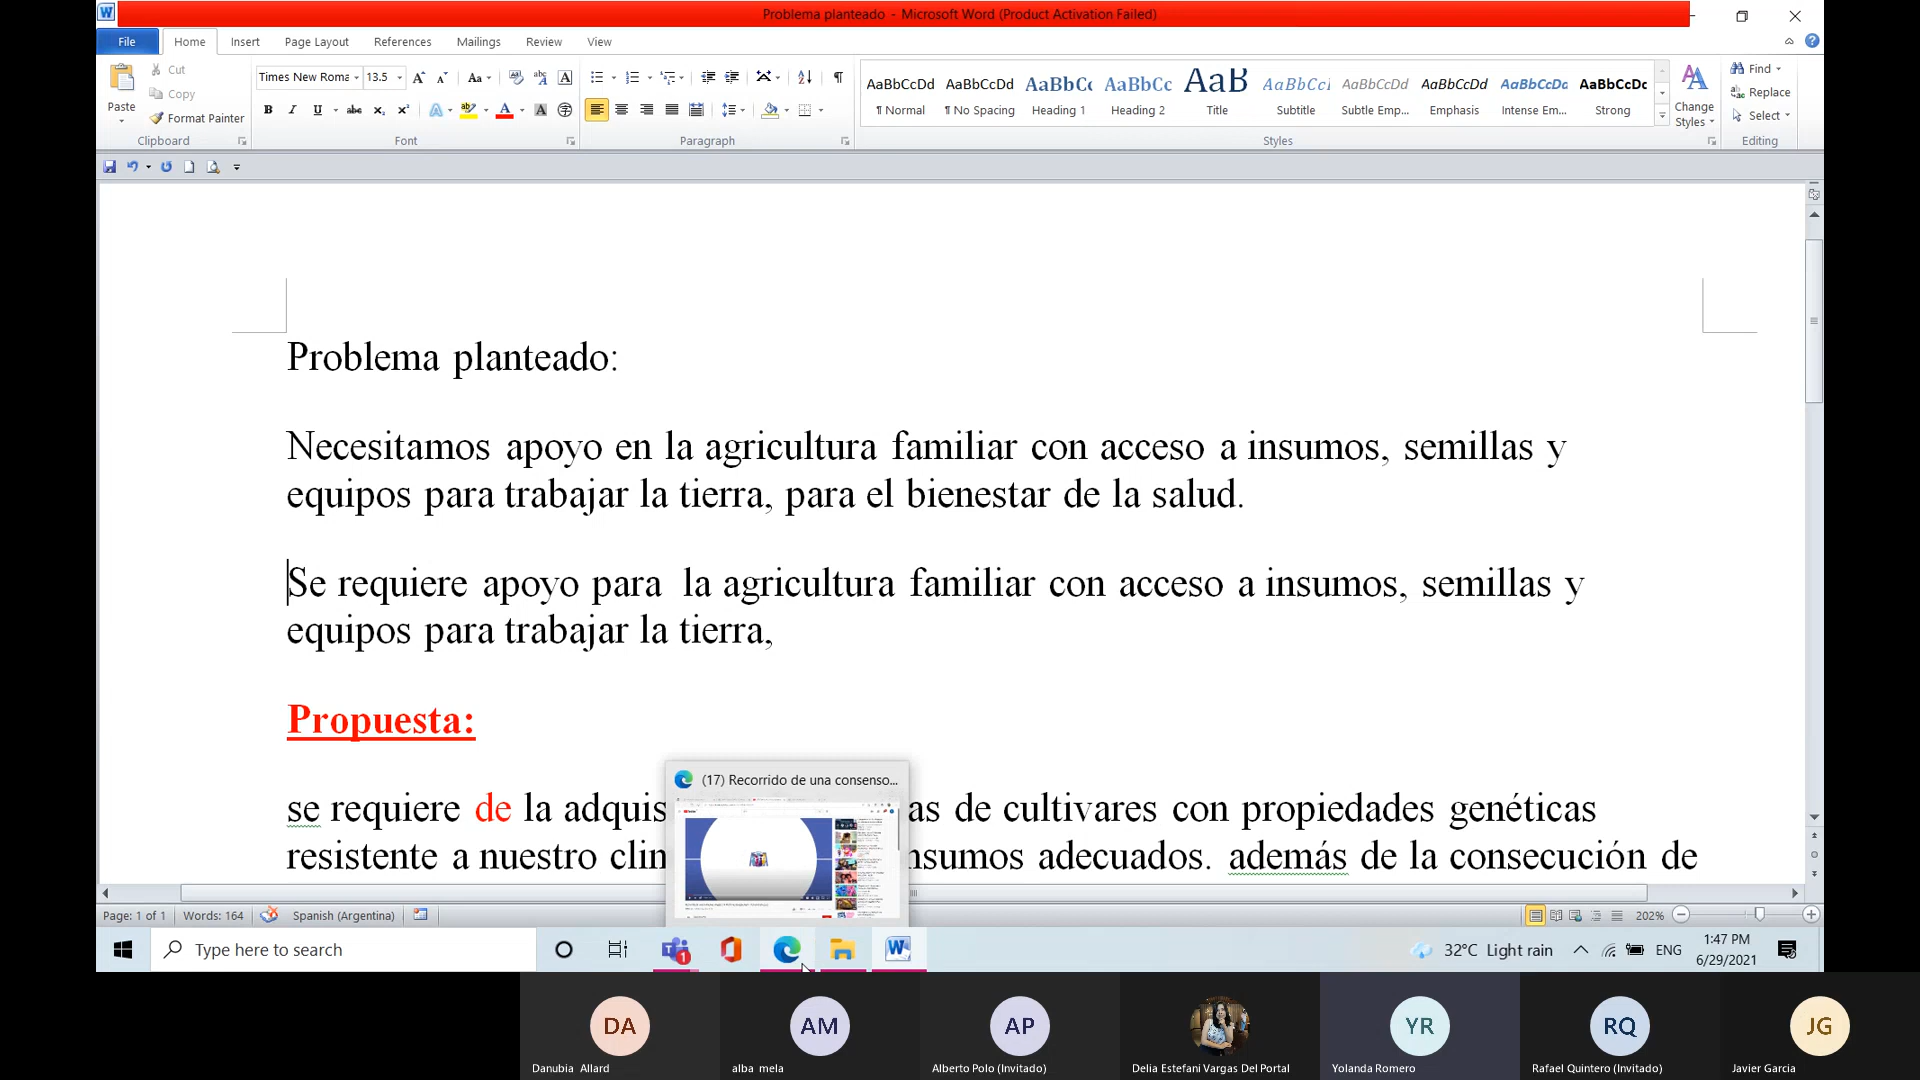 Problema planteado - Microsoft Word (Product Activation Failed)
File Home Insert Page Layout References Mailings Review View
Paste
Cut
Copy
Format Painter
Clipboard
Times New Roma 13.5
Font
Paragraph
AaBbCcDd AaBbCcDd AaBbCc AaBbCc AaB AaBbCcI AaBbCcDd AaBbCcDd AaBbCcDc AaBbCcDc
¶ Normal ¶ No Spacing Heading 1 Heading 2 Title Subtitle Subtle Emp... Emphasis Intense Em... Strong
Styles
Change
Styles
Find
Replace
Select
Editing
Problema planteado:
Necesitamos apoyo en la agricultura familiar con acceso a insumos, semillas y
equipos para trabajar la tierra, para el bienestar de la salud.
Se requiere apoyo para la agricultura familiar con acceso a insumos, semillas y
equipos para trabajar la tierra,
Propuesta:
(17) Recorrido de una consenso...
se requiere de la adquis as de cultivares con propiedades genéticas
resistente a nuestro clin nsumos adecuados. además de la consecución de
Page: 1 of 1 Words: 164 Spanish (Argentina) 202%
Type here to search
1
32°C Light rain ENG
1:47 PM
6/29/2021
DA AM AP YR RQ JG
Danubia Allard alba mela Alberto Polo (Invitado) Delia Estefani Vargas Del Portal Yolanda Romero Rafael Quintero (Invitado) Javier Garcia